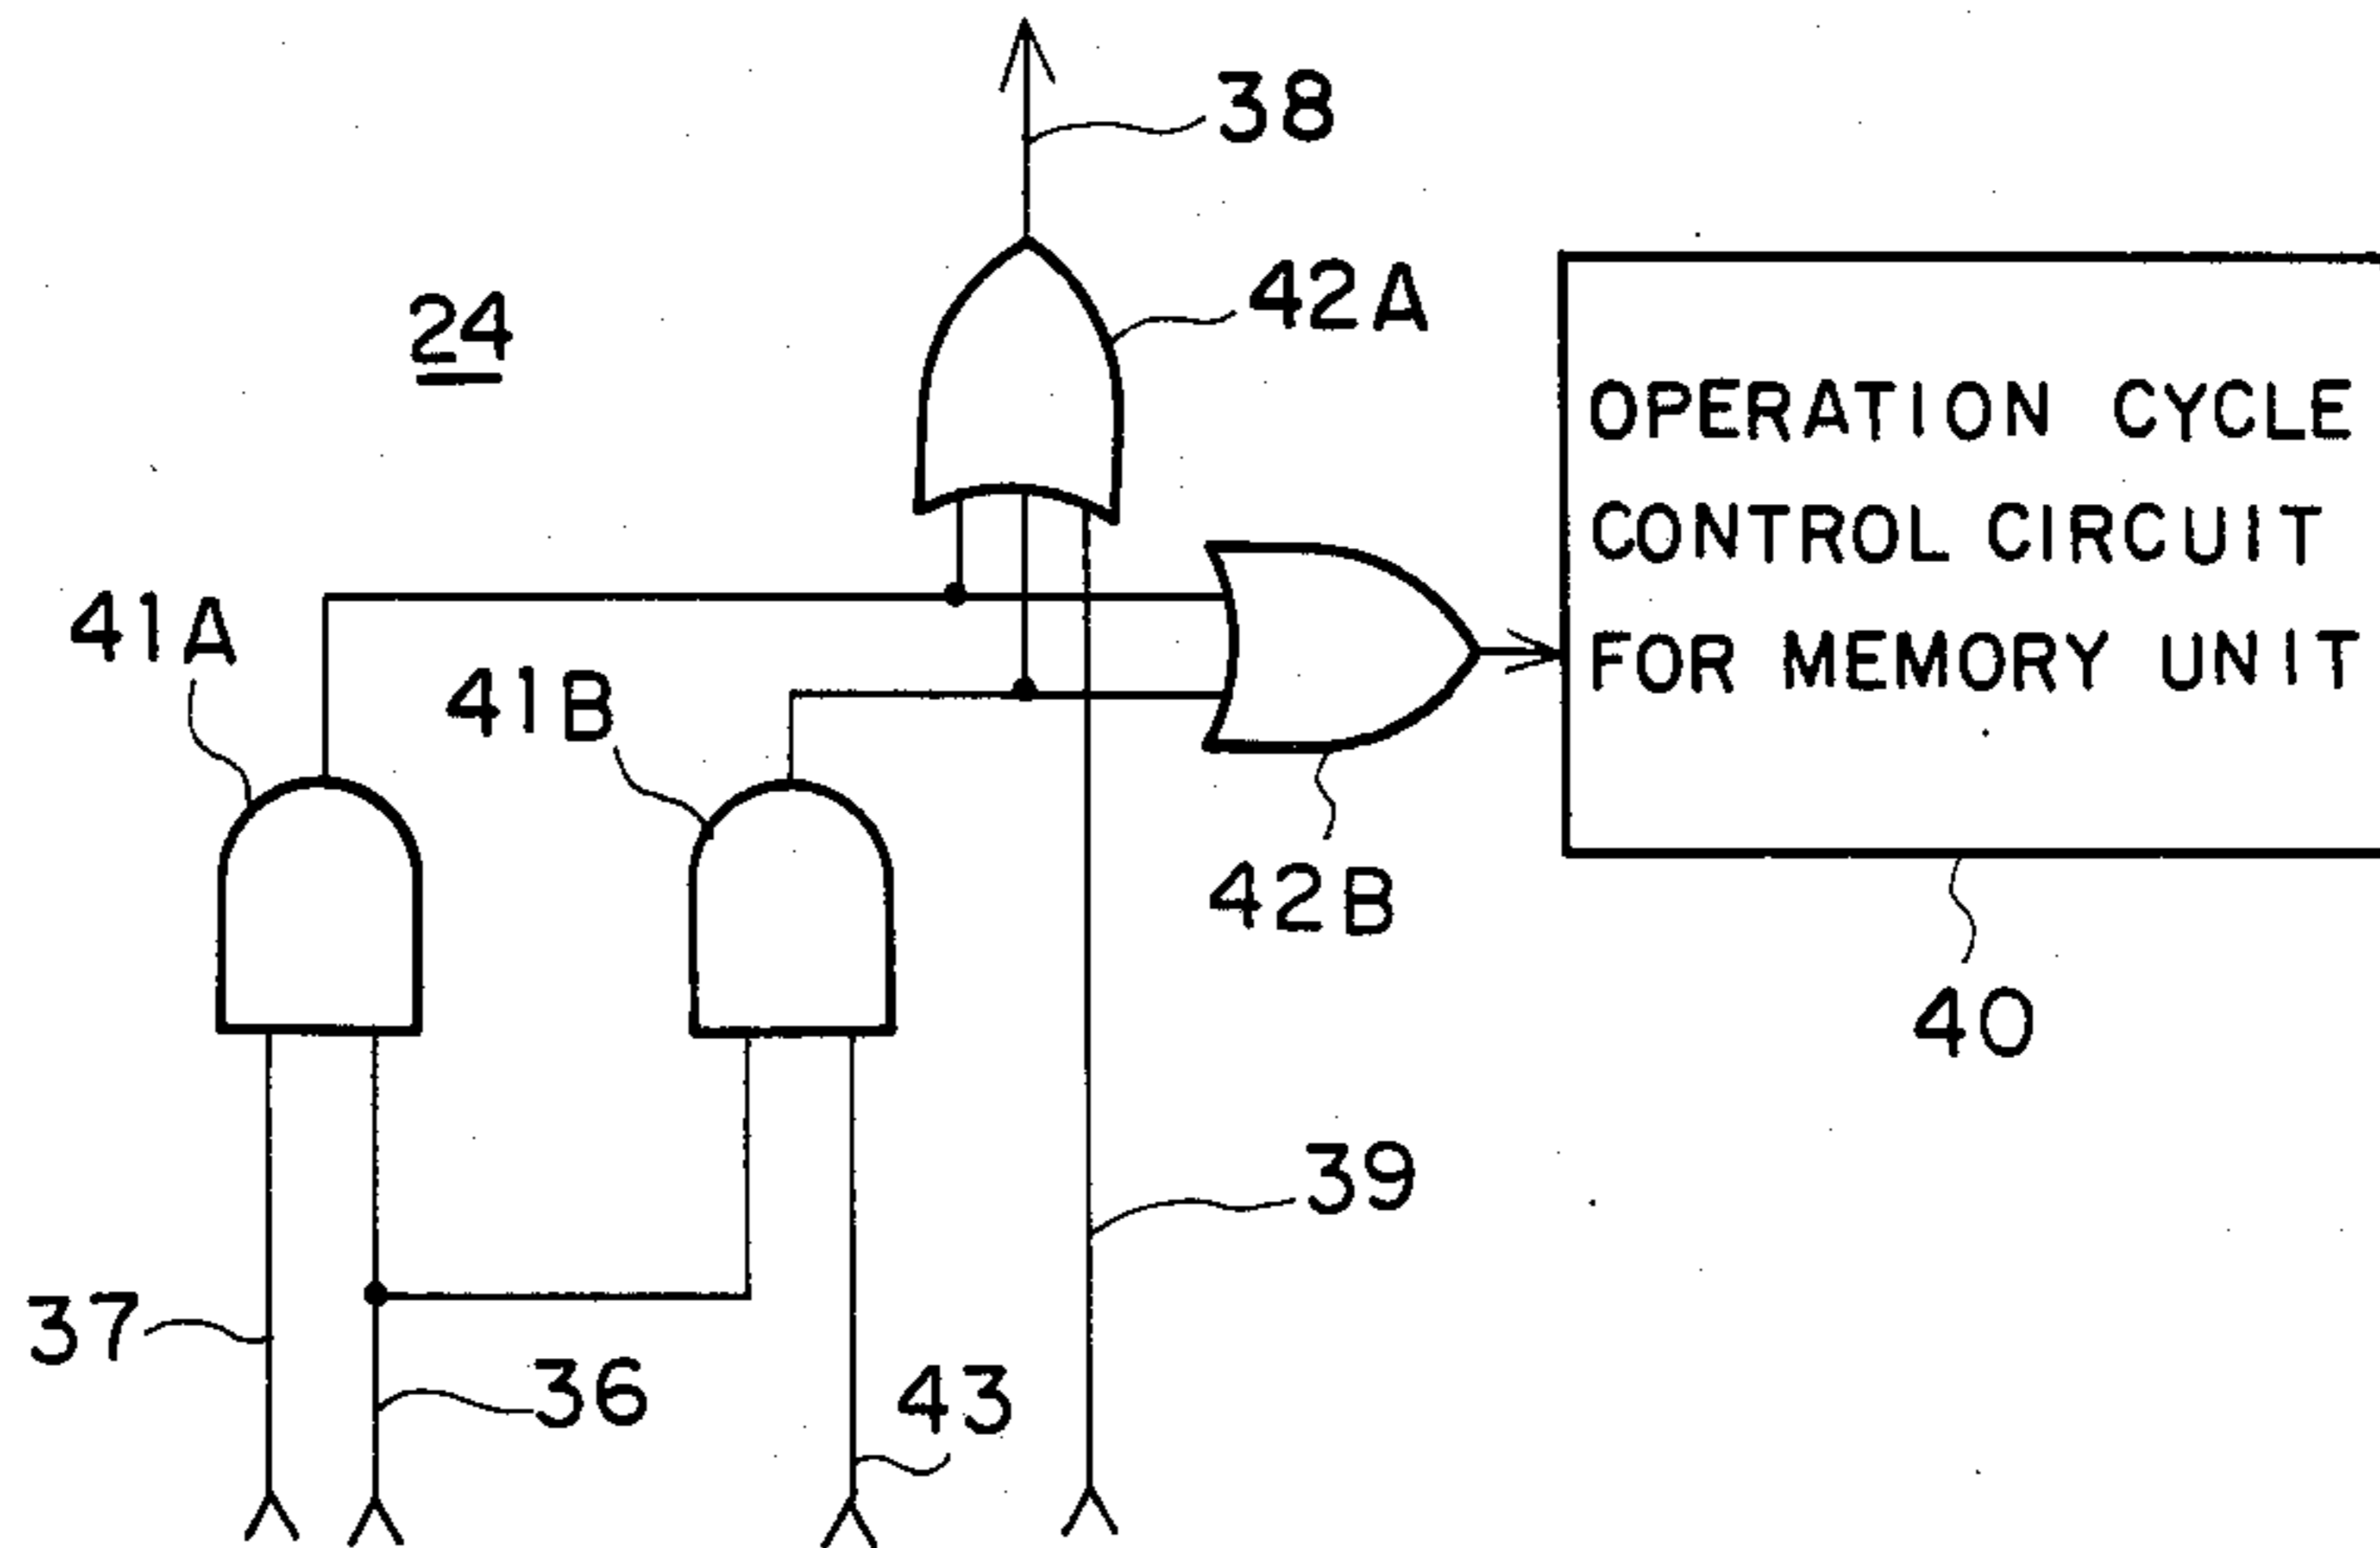 38
42A
24
OPERATION CYCLE
CONTROL CIRCUIT
FOR MEMORY UNIT
41A
41B
42B
40
39
37
36
43